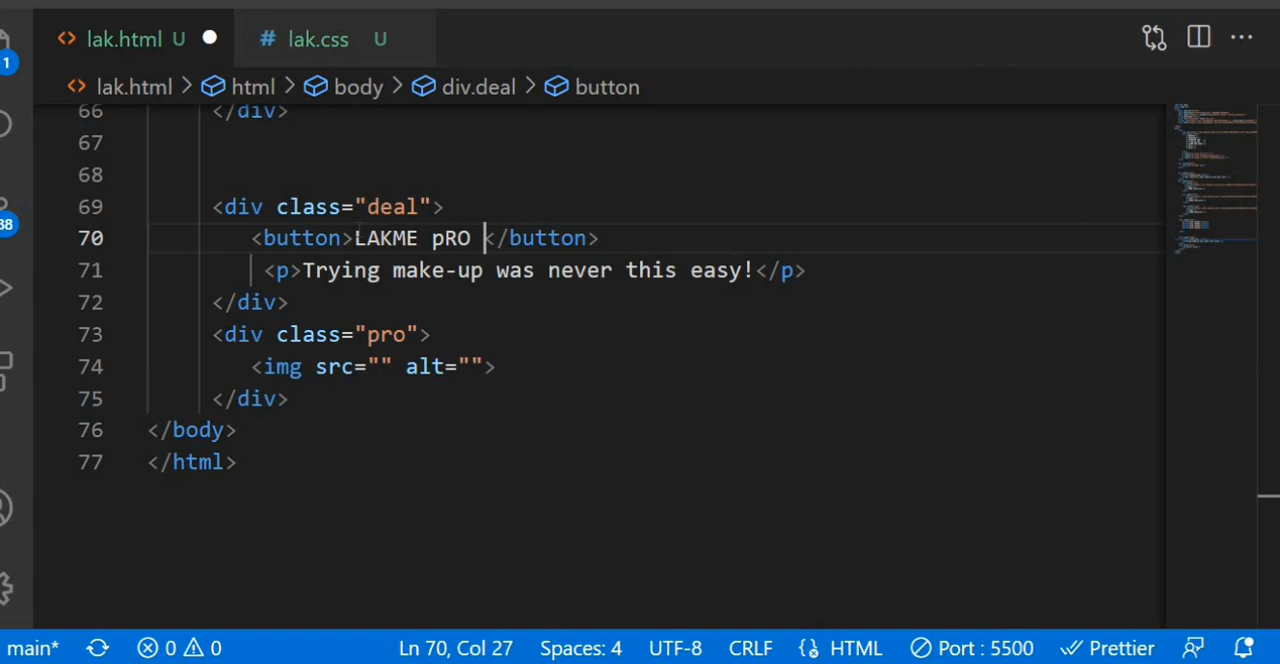 lak.html U # lak.css U
lak.html > html > body > div.deal > button
66 </div>
67
68
69 <div class="deal">
70 <button>LAKME pRO </button>
71 <p>Trying make-up was never this easy!</p>
72 </div>
73 <div class="pro">
74 <img src="" alt="">
75 </div>
76 </body>
77 </html>
1
38
main* 0 0 Ln 70, Col 27 Spaces: 4 UTF-8 CRLF HTML Port : 5500 Prettier